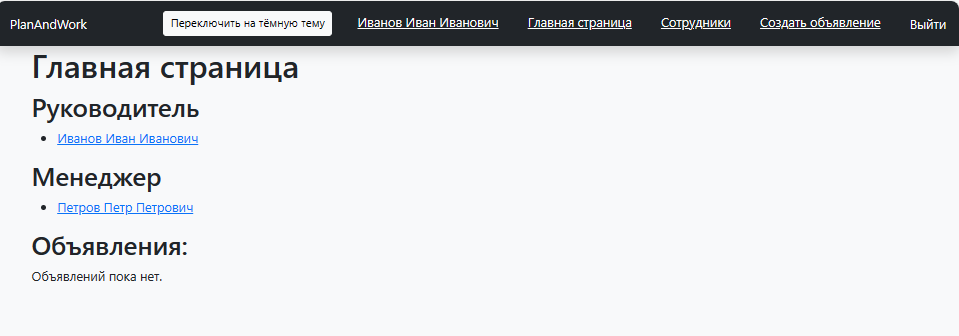 PlanAndWork Переключить на тёмную тему Иванов Иван Иванович Главная страница Сотрудники Создать объявление Выйти
Главная страница
Руководитель
Иванов Иван Иванович
Менеджер
Петров Петр Петрович
Объявления:
Объявлений пока нет.